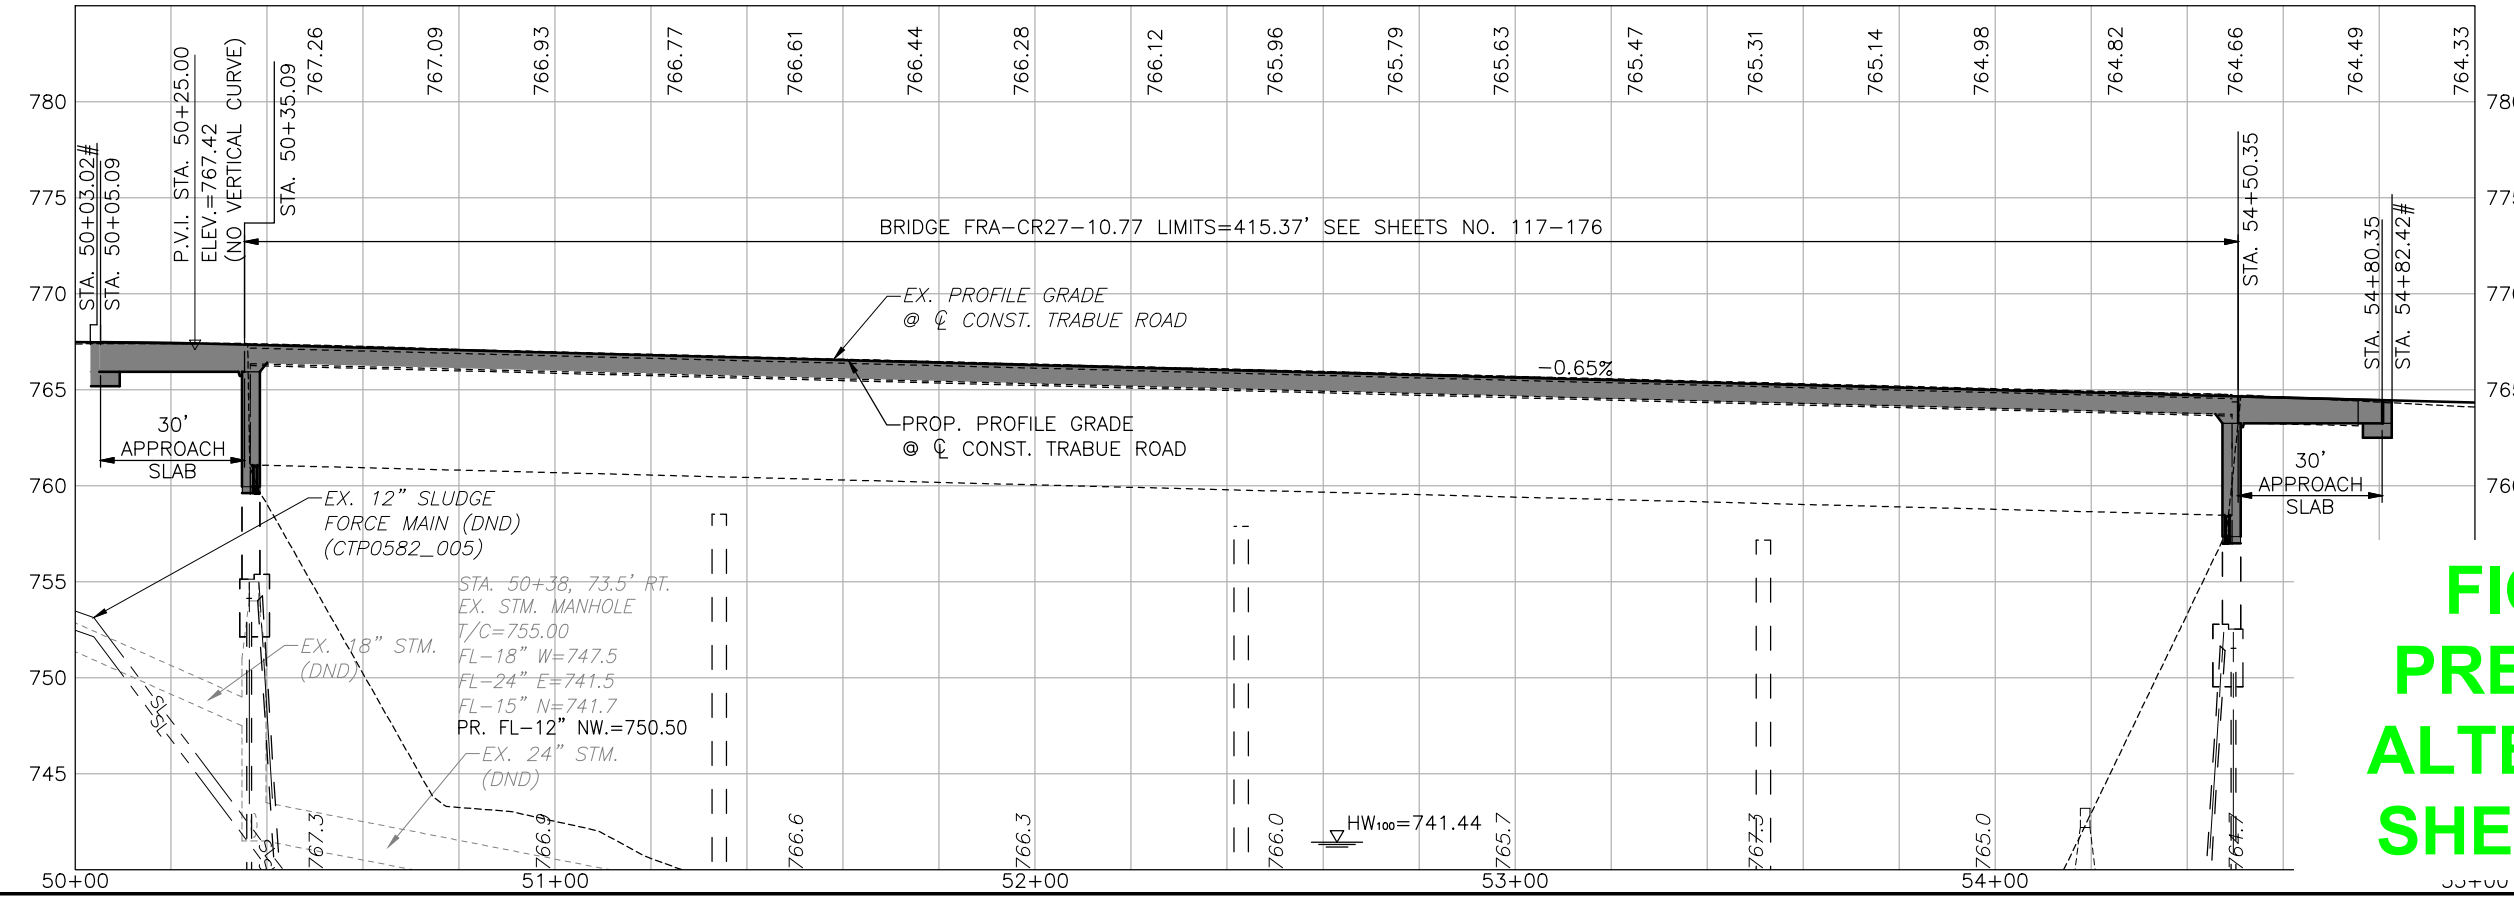 767.26
767.09
766.93
766.77
766.61
766.44
766.28
766.12
765.96
765.79
765.63
765.47
765.31
765.14
764.98
764.82
764.66
764.49
764.33
780
775
770
765
760
755
750
745
STA. 50+03.02#
STA. 50+05.09
P.V.I. STA. 50+25.00
ELEV.=767.42
(NO VERTICAL CURVE)
STA. 50+35.09
BRIDGE FRA-CR27-10.77 LIMITS=415.37' SEE SHEETS NO. 117-176
STA. 54+50.35
STA. 54+80.35
STA. 54+82.42#
EX. PROFILE GRADE
@ ℄ CONST. TRABUE ROAD
-0.65%
PROP. PROFILE GRADE
@ ℄ CONST. TRABUE ROAD
30'
APPROACH
SLAB
30'
APPROACH
SLAB
EX. 12" SLUDGE
FORCE MAIN (DND)
(CTP0582_005)
STA. 50+38, 73.5' RT.
EX. STM. MANHOLE
T/C=755.00
FL-18" W=747.5
FL-24" E=741.5
FL-15" N=741.7
PR. FL-12" NW.=750.50
EX. 18" STM.
(DND)
EX. 24" STM.
(DND)
SL
SL
SL
HW₁₀₀=741.44
767.3
766.9
766.6
766.3
766.0
765.7
767.3
765.0
764.7
50+00
51+00
52+00
53+00
54+00